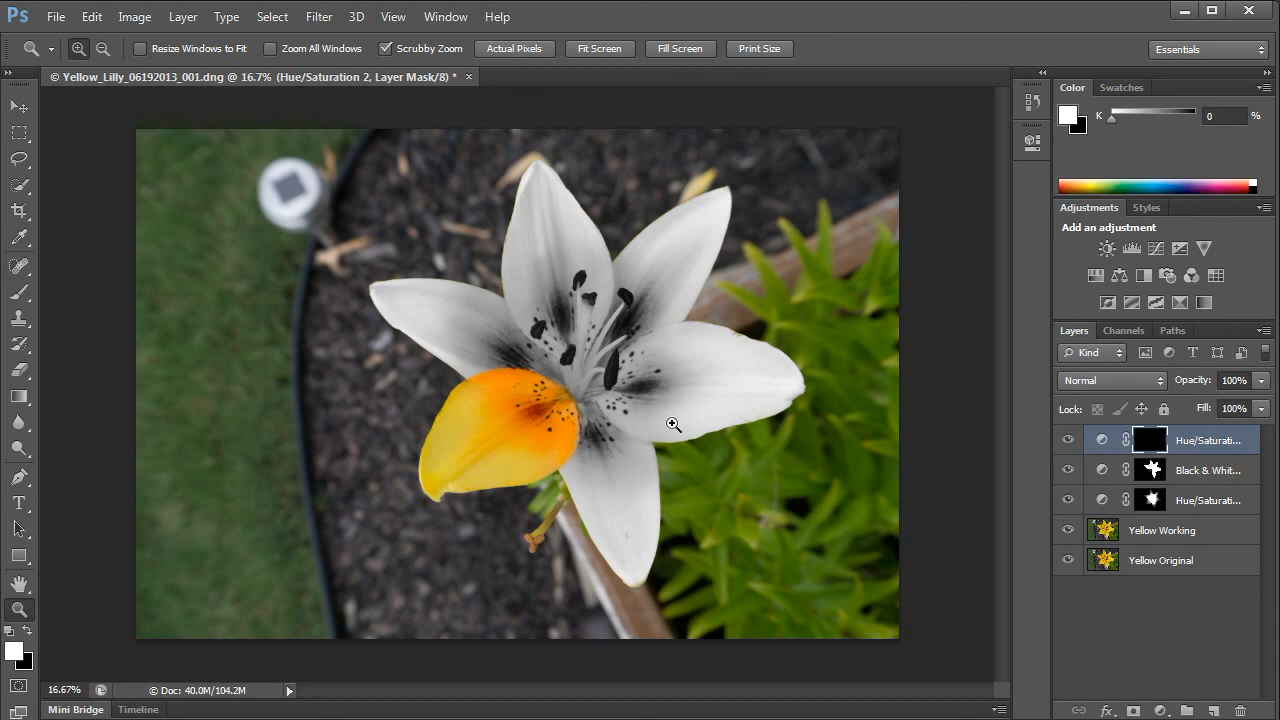 Ps File Edit Image Layer Type Select Filter 3D View Window Help
Resize Windows to Fit Zoom All Windows Scrubby Zoom Actual Pixels Fit Screen Fill Screen Print Size Essentials
© Yellow_Lilly_06192013_001.dng @ 16.7% (Hue/Saturation 2, Layer Mask/8) *
Color Swatches
K 0 %
Adjustments Styles
Add an adjustment
Layers Channels Paths
Kind
Normal Opacity: 100%
Lock: Fill: 100%
Hue/Saturati...
Black & Whit...
Hue/Saturati...
Yellow Working
Yellow Original
16.67% © Doc: 40.0M/104.2M
Mini Bridge Timeline